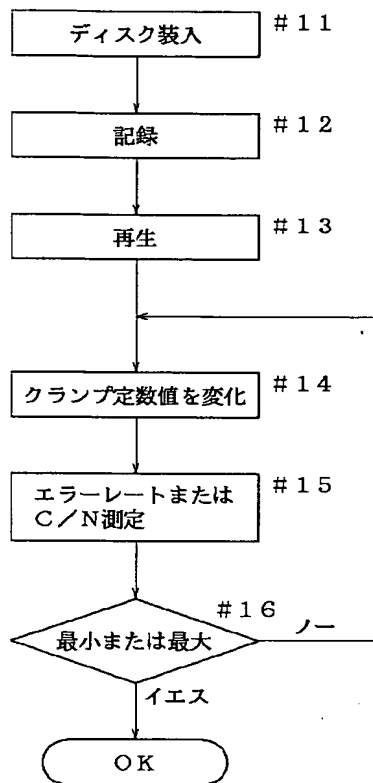 ディスク装入
#11
記録
#12
再生
#13
クランプ定数値を変化
#14
エラーレートまたは
C/N測定
#15
#16
最小または最大
ノー
イエス
OK